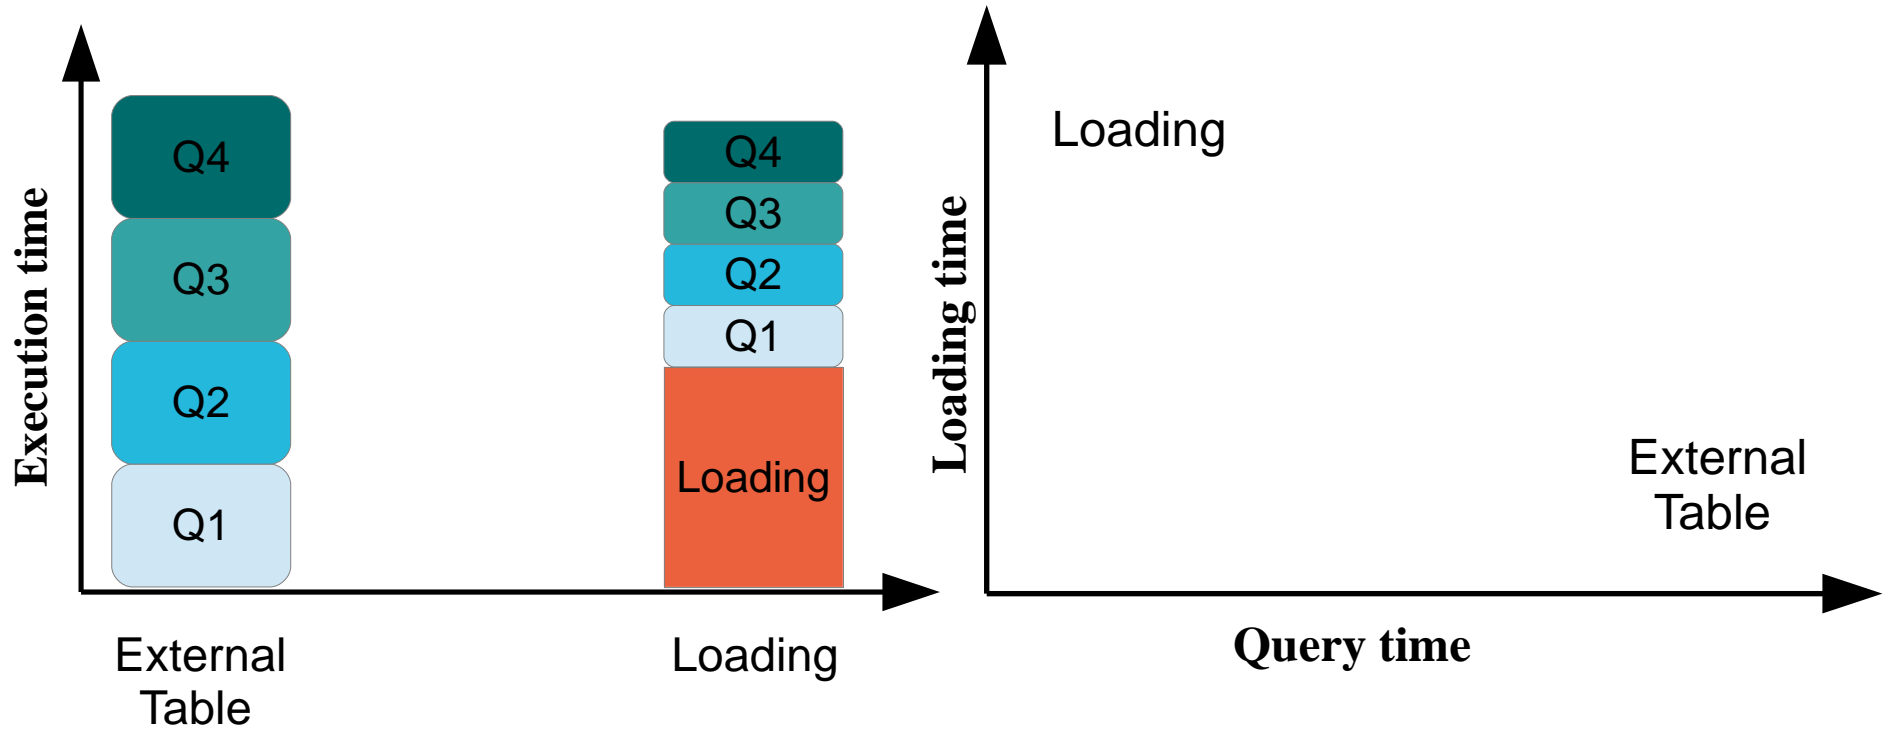 Execution time
Q4
Q3
Q2
Q1
External
Table
Q4
Q3
Q2
Q1
Loading
Loading
Loading time
Loading
External
Table
Query time